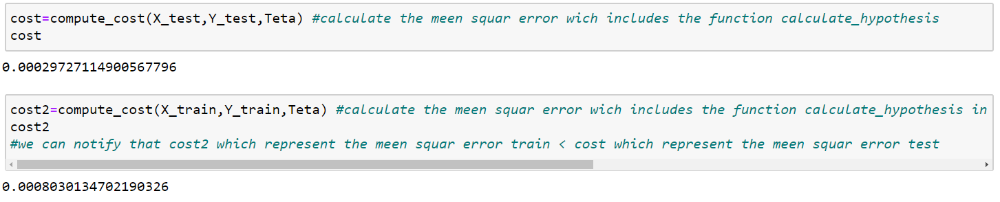 cost=compute_cost(X_test,Y_test,Teta) #calculate the meen squar error wich includes the function calculate_hypothesis
cost
0.00029727114900567796
cost2=compute_cost(X_train,Y_train,Teta) #calculate the meen squar error wich includes the function calculate_hypothesis in
cost2
#we can notify that cost2 which represent the meen squar error train < cost which represent the meen squar error test
0.0008030134702190326